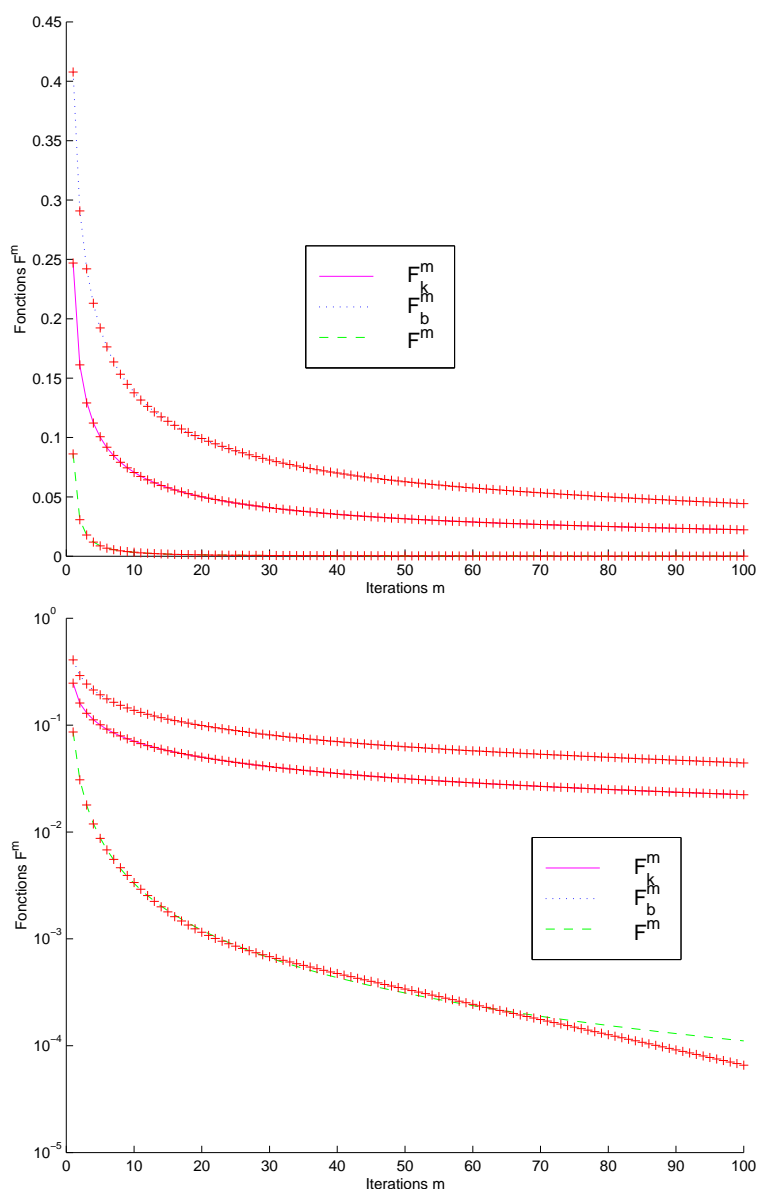 0.45
0.4
0.35
0.3
0.25
0.2
0.15
0.1
0.05
0
Fonctions F^m
F_k^m
F_b^m
F^m
0 10 20 30 40 50 60 70 80 90 100
Iterations m
10^0
10^-1
10^-2
10^-3
10^-4
10^-5
Fonctions F^m
F_k^m
F_b^m
F^m
0 10 20 30 40 50 60 70 80 90 100
Iterations m